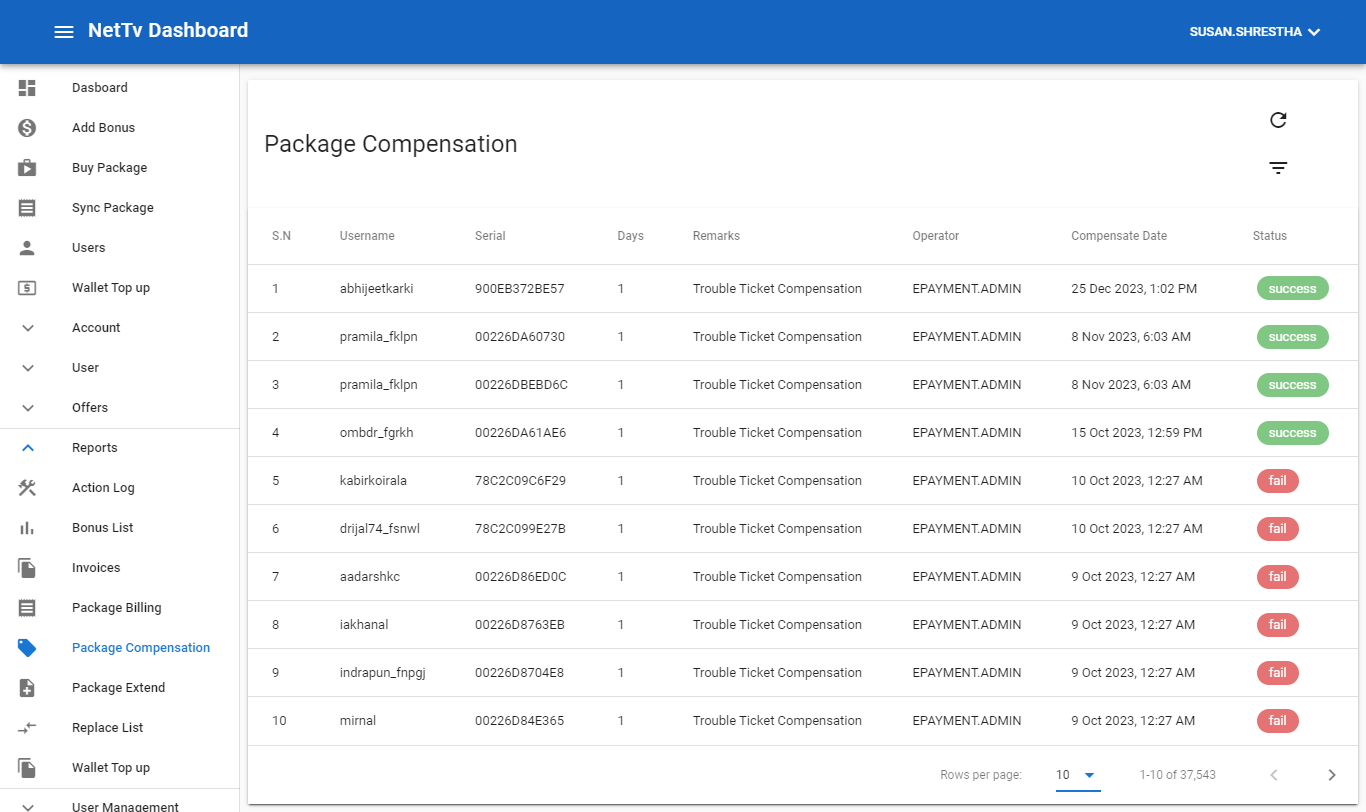 NetTv Dashboard
SUSAN.SHRESTHA
Dasboard
Add Bonus
Buy Package
Sync Package
Users
Wallet Top up
Account
User
Offers
Reports
Action Log
Bonus List
Invoices
Package Billing
Package Compensation
Package Extend
Replace List
Wallet Top up
User Management
Package Compensation
S.N Username Serial Days Remarks Operator Compensate Date Status
1 abhijeetkarki 900EB372BE57 1 Trouble Ticket Compensation EPAYMENT.ADMIN 25 Dec 2023, 1:02 PM success
2 pramila_fklpn 00226DA60730 1 Trouble Ticket Compensation EPAYMENT.ADMIN 8 Nov 2023, 6:03 AM success
3 pramila_fklpn 00226DBEBD6C 1 Trouble Ticket Compensation EPAYMENT.ADMIN 8 Nov 2023, 6:03 AM success
4 ombdr_fgrkh 00226DA61AE6 1 Trouble Ticket Compensation EPAYMENT.ADMIN 15 Oct 2023, 12:59 PM success
5 kabirkoirala 78C2C09C6F29 1 Trouble Ticket Compensation EPAYMENT.ADMIN 10 Oct 2023, 12:27 AM fail
6 drijal74_fsnwl 78C2C099E27B 1 Trouble Ticket Compensation EPAYMENT.ADMIN 10 Oct 2023, 12:27 AM fail
7 aadarshkc 00226D86ED0C 1 Trouble Ticket Compensation EPAYMENT.ADMIN 9 Oct 2023, 12:27 AM fail
8 iakhanal 00226D8763EB 1 Trouble Ticket Compensation EPAYMENT.ADMIN 9 Oct 2023, 12:27 AM fail
9 indrapun_fnpgj 00226D8704E8 1 Trouble Ticket Compensation EPAYMENT.ADMIN 9 Oct 2023, 12:27 AM fail
10 mirnal 00226D84E365 1 Trouble Ticket Compensation EPAYMENT.ADMIN 9 Oct 2023, 12:27 AM fail
Rows per page: 10 1-10 of 37,543